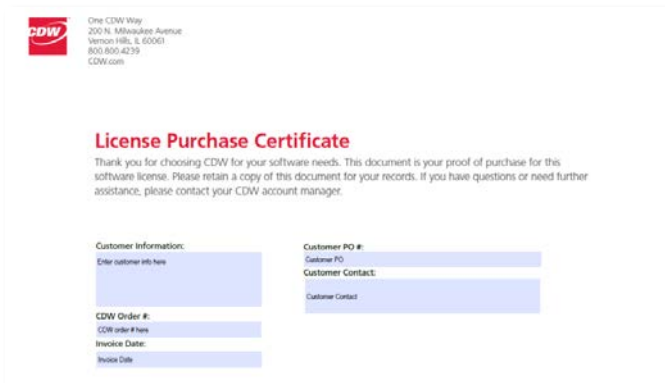 CDW
One CDW Way
200 N. Milwaukee Avenue
Vernon Hills, IL 60061
800.800.4239
CDW.com
License Purchase Certificate
Thank you for choosing CDW for your software needs. This document is your proof of purchase for this
software license. Please retain a copy of this document for your records. If you have questions or need further
assistance, please contact your CDW account manager.
Customer Information:
Enter customer info here
CDW Order #:
CDW order # here
Invoice Date:
Invoice Date
Customer PO #:
Customer PO
Customer Contact:
Customer Contact